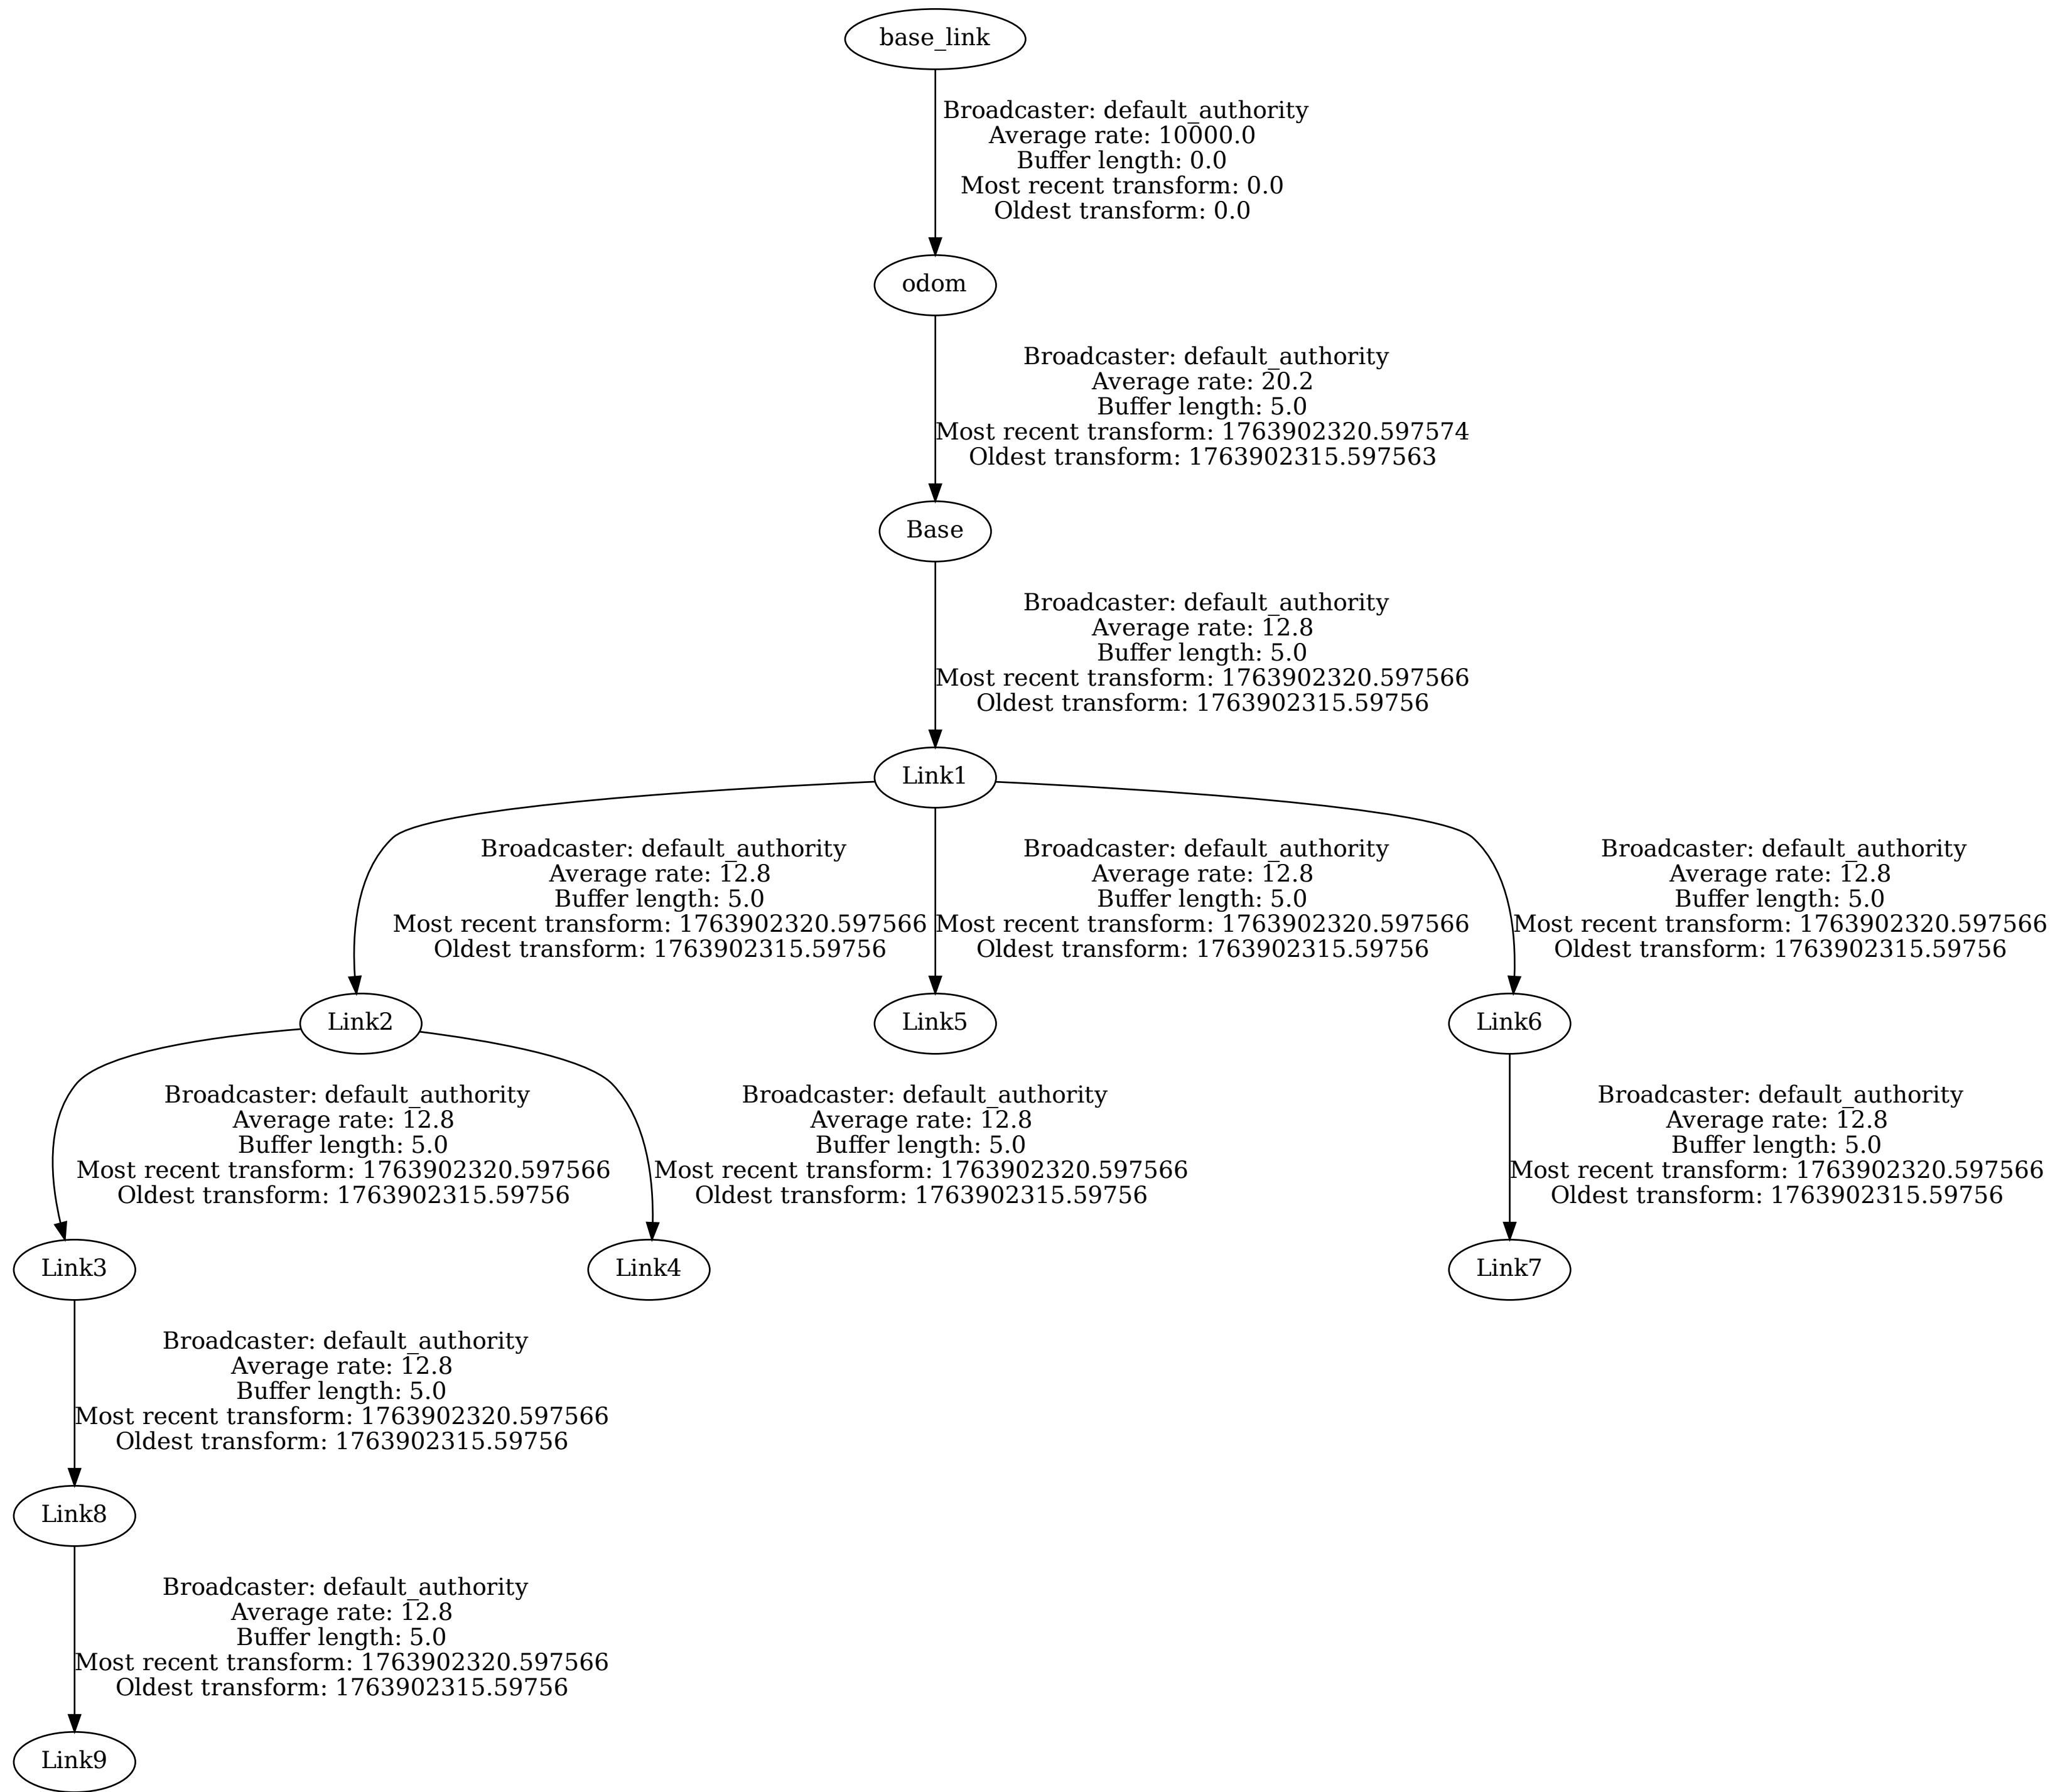 base_link
Broadcaster: default_authority
Average rate: 10000.0
Buffer length: 0.0
Most recent transform: 0.0
Oldest transform: 0.0
odom
Broadcaster: default_authority
Average rate: 20.2
Buffer length: 5.0
Most recent transform: 1763902320.597574
Oldest transform: 1763902315.597563
Base
Broadcaster: default_authority
Average rate: 12.8
Buffer length: 5.0
Most recent transform: 1763902320.597566
Oldest transform: 1763902315.59756
Link1
Broadcaster: default_authority
Average rate: 12.8
Buffer length: 5.0
Most recent transform: 1763902320.597566
Oldest transform: 1763902315.59756
Broadcaster: default_authority
Average rate: 12.8
Buffer length: 5.0
Most recent transform: 1763902320.597566
Oldest transform: 1763902315.59756
Broadcaster: default_authority
Average rate: 12.8
Buffer length: 5.0
Most recent transform: 1763902320.597566
Oldest transform: 1763902315.59756
Link2
Link5
Link6
Broadcaster: default_authority
Average rate: 12.8
Buffer length: 5.0
Most recent transform: 1763902320.597566
Oldest transform: 1763902315.59756
Broadcaster: default_authority
Average rate: 12.8
Buffer length: 5.0
Most recent transform: 1763902320.597566
Oldest transform: 1763902315.59756
Broadcaster: default_authority
Average rate: 12.8
Buffer length: 5.0
Most recent transform: 1763902320.597566
Oldest transform: 1763902315.59756
Link3
Link4
Link7
Broadcaster: default_authority
Average rate: 12.8
Buffer length: 5.0
Most recent transform: 1763902320.597566
Oldest transform: 1763902315.59756
Link8
Broadcaster: default_authority
Average rate: 12.8
Buffer length: 5.0
Most recent transform: 1763902320.597566
Oldest transform: 1763902315.59756
Link9